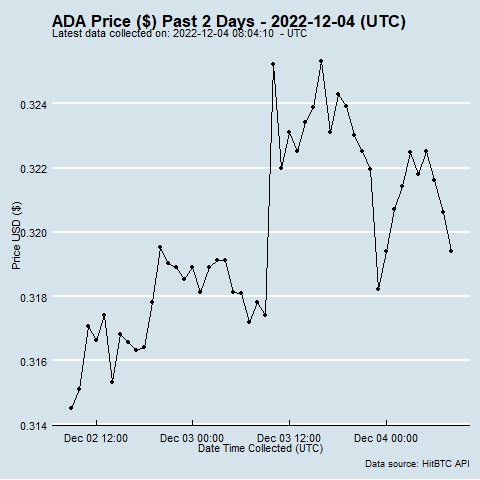 ADA Price ($) Past 2 Days - 2022-12-04 (UTC)
Latest data collected on: 2022-12-04 08:04:10 - UTC
0.324
0.322
0.320
0.318
0.316
0.314
Price USD ($)
Dec 02 12:00 Dec 03 00:00 Dec 03 12:00 Dec 04 00:00
Date Time Collected (UTC)
Data source: HitBTC API